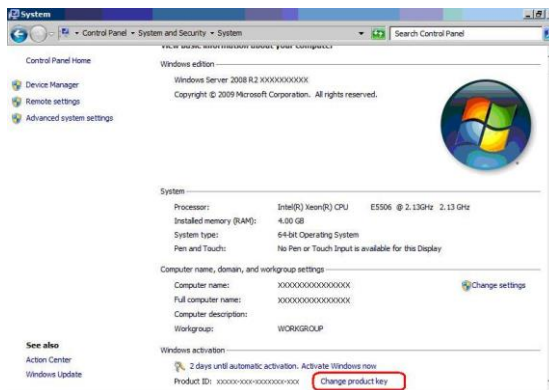 System
Control Panel System and Security System
Search Control Panel
Control Panel Home
Device Manager
Remote settings
Advanced system settings
See also
Action Center
Windows Update
View basic information about your computer
Windows edition
Windows Server 2008 R2 XXXXXXXXXX
Copyright © 2009 Microsoft Corporation. All rights reserved.
System
Processor: Intel(R) Xeon(R) CPU E5506 @ 2.13GHz 2.13 GHz
Installed memory (RAM): 4.00 GB
System type: 64-bit Operating System
Pen and Touch: No Pen or Touch Input is available for this Display
Computer name, domain, and workgroup settings
Computer name: XXXXXXXXXXXXXXX Change settings
Full computer name: XXXXXXXXXXXXXXX
Computer description:
Workgroup: WORKGROUP
Windows activation
2 days until automatic activation. Activate Windows now
Product ID: xxxxx-xxx-xxxxxxx-xxx Change product key